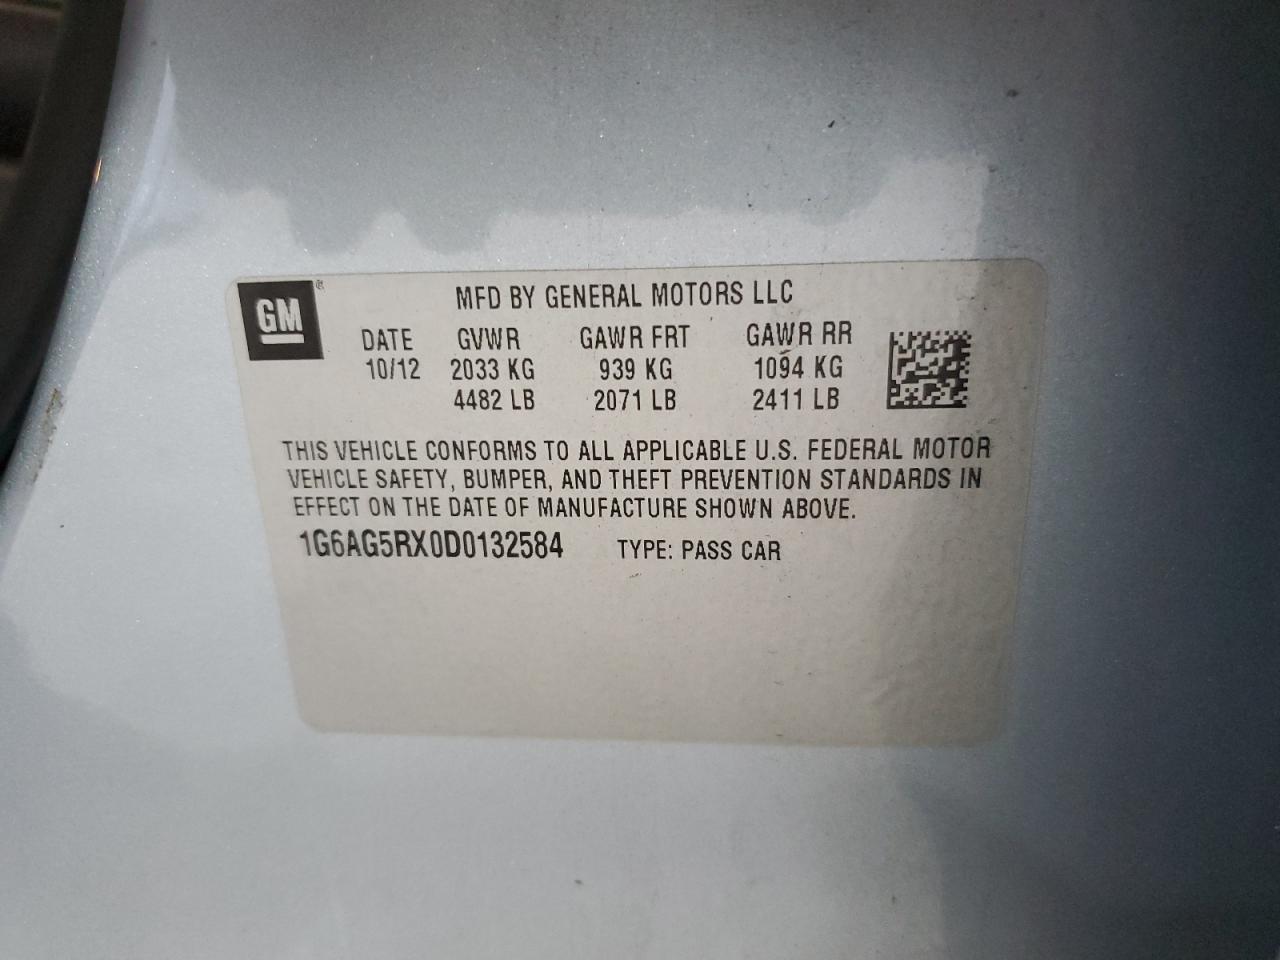 GM®
MFD BY GENERAL MOTORS LLC
DATE GVWR GAWR FRT GAWR RR
10/12 2033 KG 939 KG 1094 KG
4482 LB 2071 LB 2411 LB
THIS VEHICLE CONFORMS TO ALL APPLICABLE U.S. FEDERAL MOTOR
VEHICLE SAFETY, BUMPER, AND THEFT PREVENTION STANDARDS IN
EFFECT ON THE DATE OF MANUFACTURE SHOWN ABOVE.
1G6AG5RX0D0132584 TYPE: PASS CAR